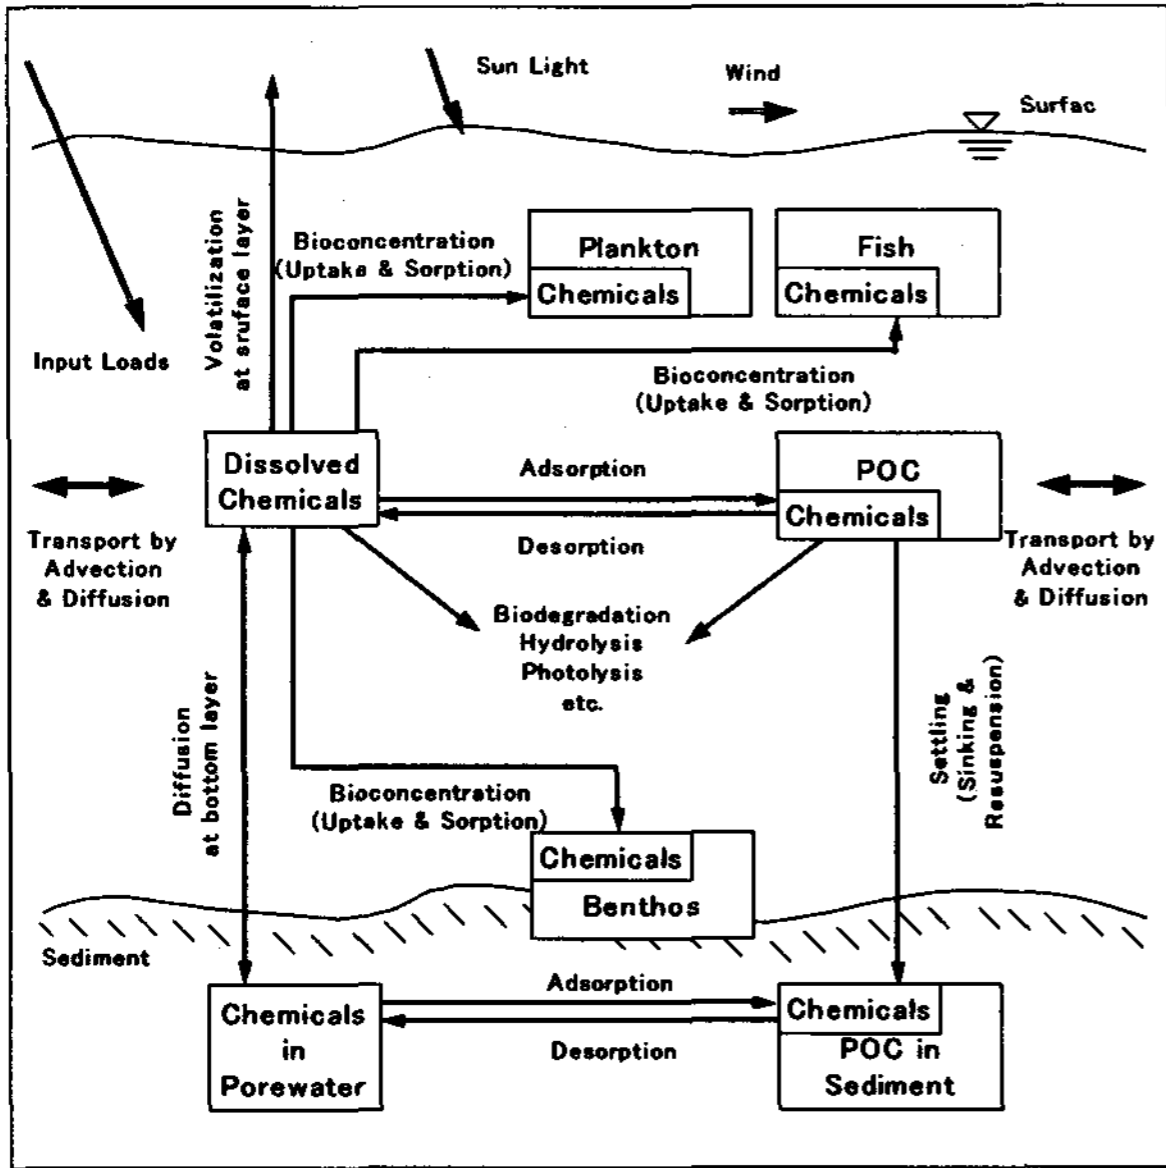 Sun Light
Wind
Surfac
Volatilization
at sruface layer
Bioconcentration
(Uptake & Sorption)
Plankton
Chemicals
Fish
Chemicals
Input Loads
Bioconcentration
(Uptake & Sorption)
Dissolved
Chemicals
Adsorption
POC
Chemicals
Desorption
Transport by
Advection
& Diffusion
Transport by
Advection
& Diffusion
Biodegradation
Hydrolysis
Photolysis
etc.
Diffusion
at bottom layer
Settling
(Sinking &
Resuspension)
Bioconcentration
(Uptake & Sorption)
Chemicals
Benthos
Sediment
Chemicals
in
Porewater
Adsorption
Desorption
Chemicals
POC in
Sediment